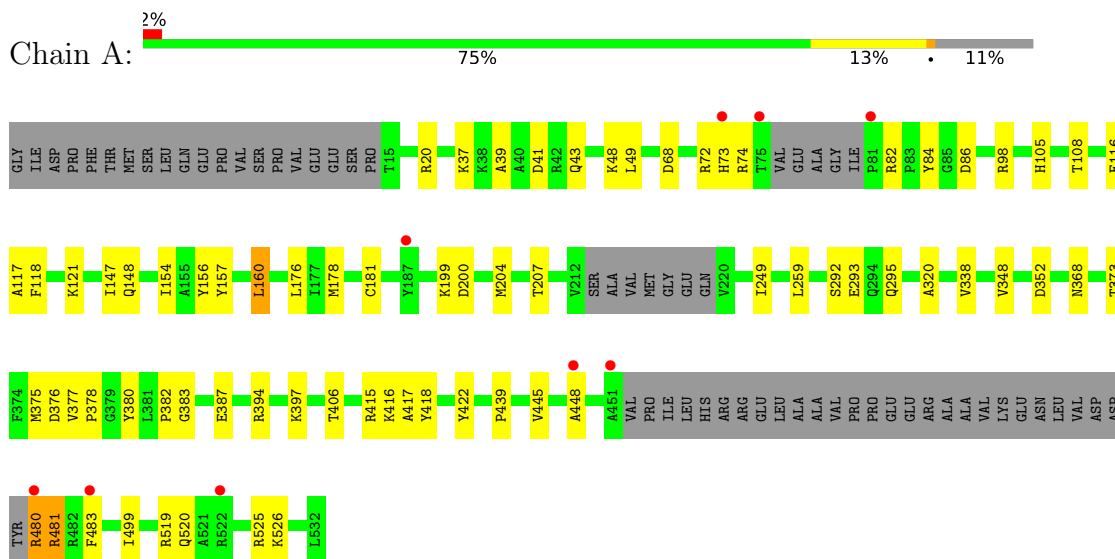 2%
Chain A:
75% 13% • 11%
GLY ILE ASP PRO PHE THR MET SER LEU GLN GLU PRO VAL SER PRO VAL GLU GLU SER PRO T15 R20 K37 K38 A39 A40 D41 R42 Q43 K48 L49 D68 R72 H73 R74 T75 VAL GLU ALA GLY ILE P81 R82 P83 Y84 G85 D86 R98 H105 T108 E116
A117 F118 K121 I147 Q148 I154 A155 Y156 Y157 L160 L176 I177 M178 C181 Y187 K199 D200 M204 T207 V212 SER ALA VAL MET GLY GLU GLN V220 I249 L259 S292 E293 Q294 Q295 A320 V338 V348 D352 N368 T373
F374 M375 D376 V377 P378 G379 Y380 L381 P382 G383 E387 R394 K397 T406 R415 K416 A417 Y418 Y422 P439 V445 A448 A451 VAL PRO ILE LEU HIS ARG ARG GLU LEU ALA ALA VAL PRO PRO GLU GLU ARG ALA ALA VAL LYS GLU ASN LEU VAL ASP ASP
TYR R480 R481 R482 F483 I499 R519 Q520 A521 R522 R525 K526 L532